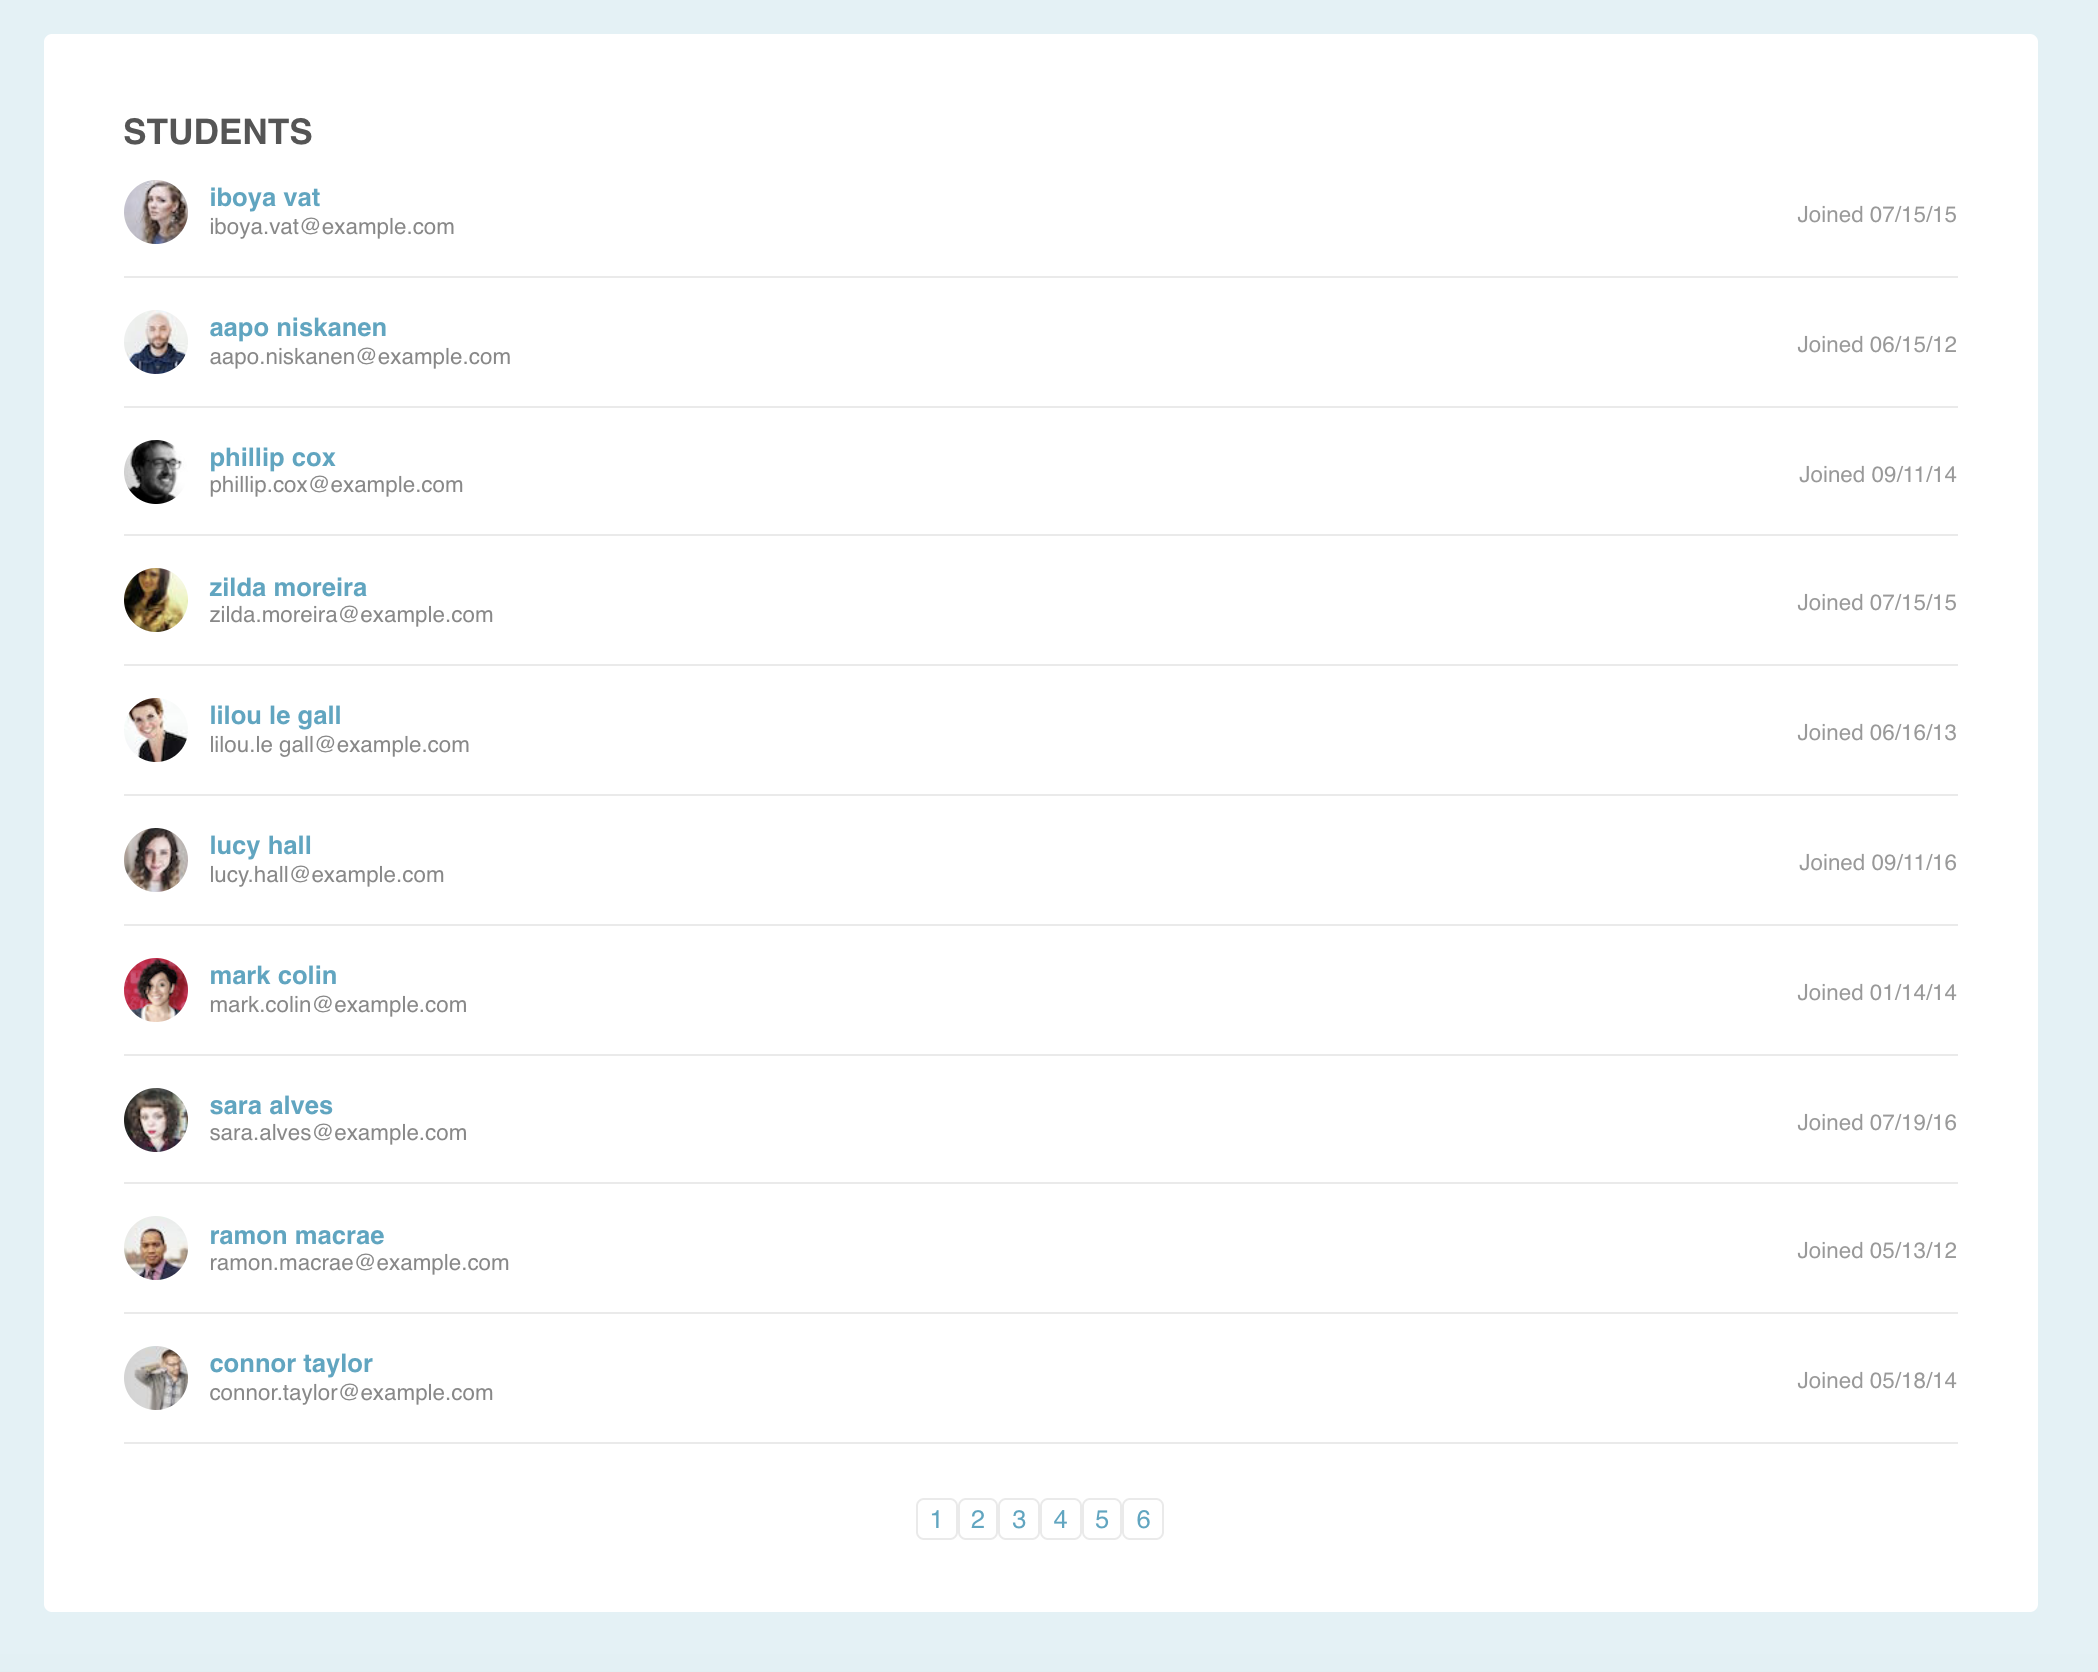 STUDENTS
iboya vat
iboya.vat@example.com
Joined 07/15/15
aapo niskanen
aapo.niskanen@example.com
Joined 06/15/12
phillip cox
phillip.cox@example.com
Joined 09/11/14
zilda moreira
zilda.moreira@example.com
Joined 07/15/15
lilou le gall
lilou.le gall@example.com
Joined 06/16/13
lucy hall
lucy.hall@example.com
Joined 09/11/16
mark colin
mark.colin@example.com
Joined 01/14/14
sara alves
sara.alves@example.com
Joined 07/19/16
ramon macrae
ramon.macrae@example.com
Joined 05/13/12
connor taylor
connor.taylor@example.com
Joined 05/18/14
1 2 3 4 5 6